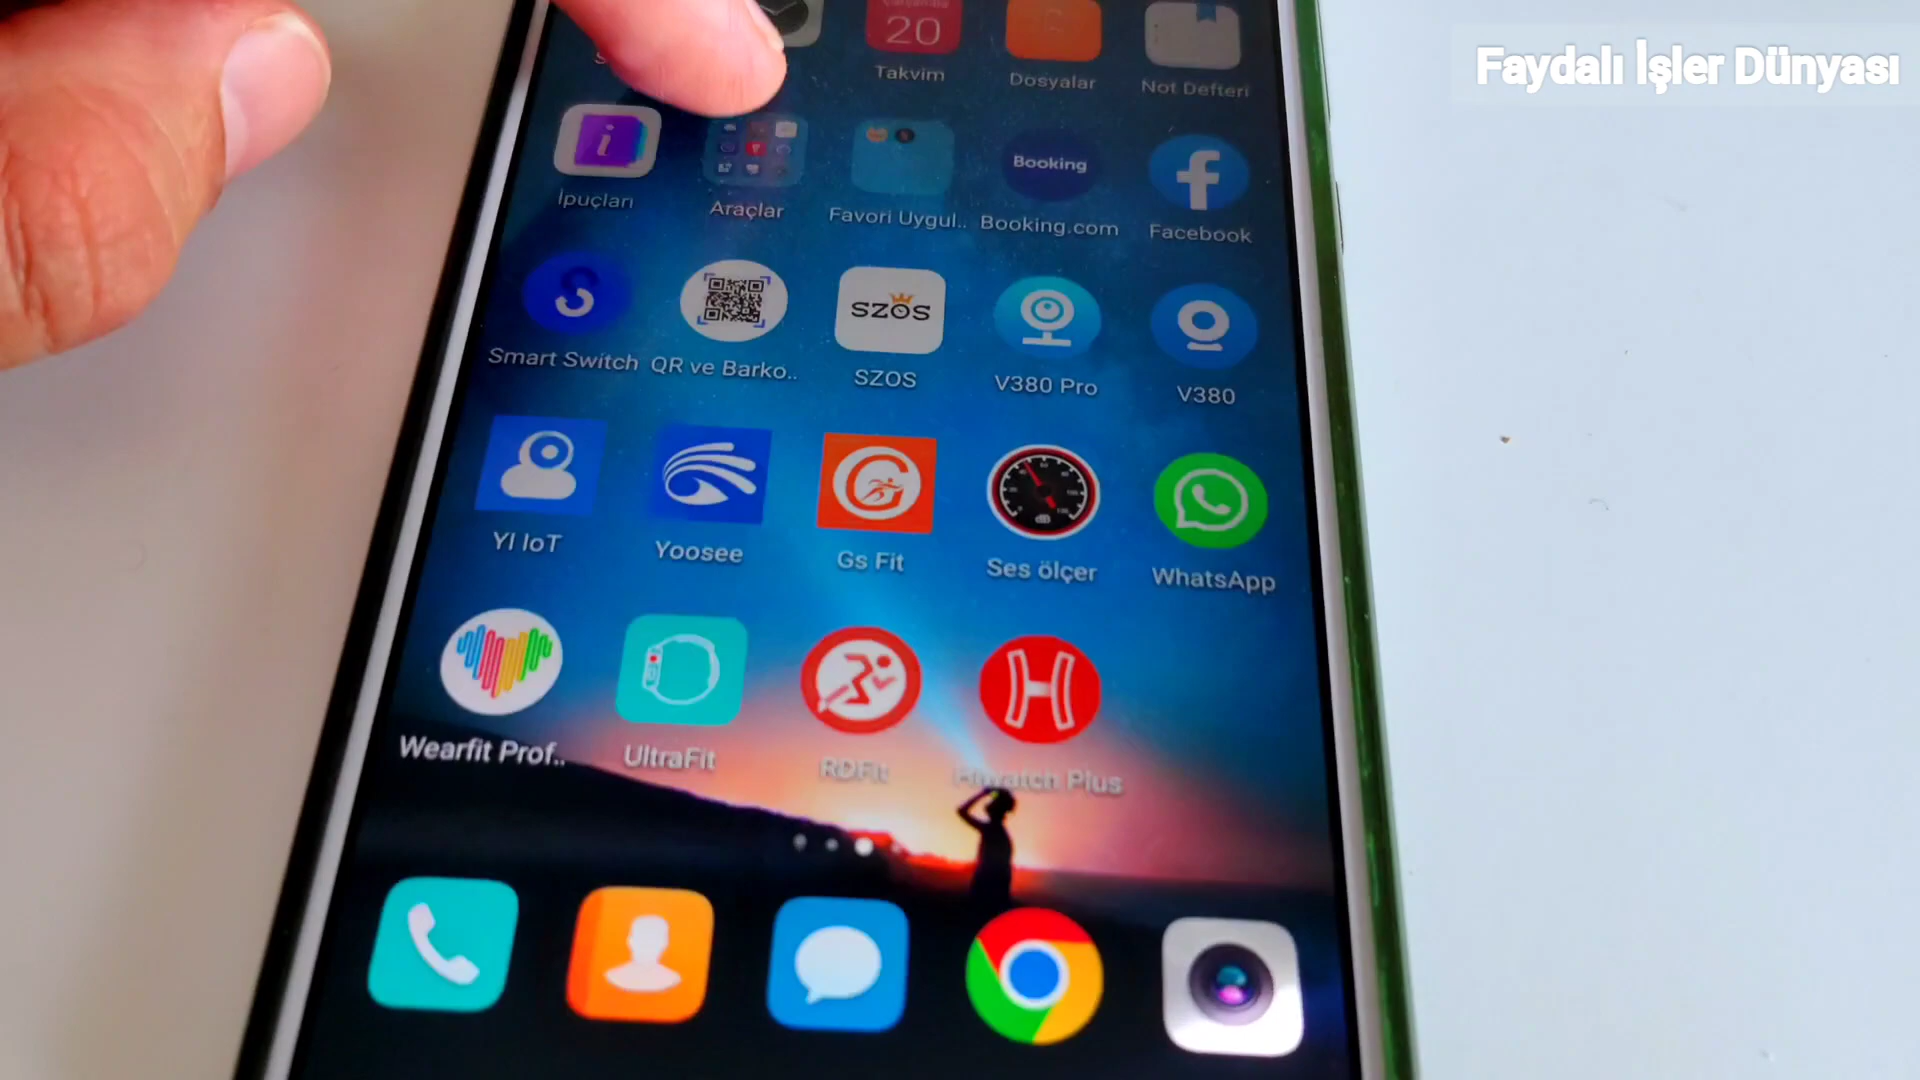 Faydalı İşler Dünyası
20
Takvim
Dosyalar
Not Defteri
İpuçları
Araçlar
Favori Uygul..
Booking
Booking.com
Facebook
Smart Switch
QR ve Barko..
SZOS
SZOS
V380 Pro
V380
YI IoT
Yoosee
Gs Fit
Ses ölçer
WhatsApp
Wearfit Prof..
UltraFit
RDFit
Hiwatch Plus